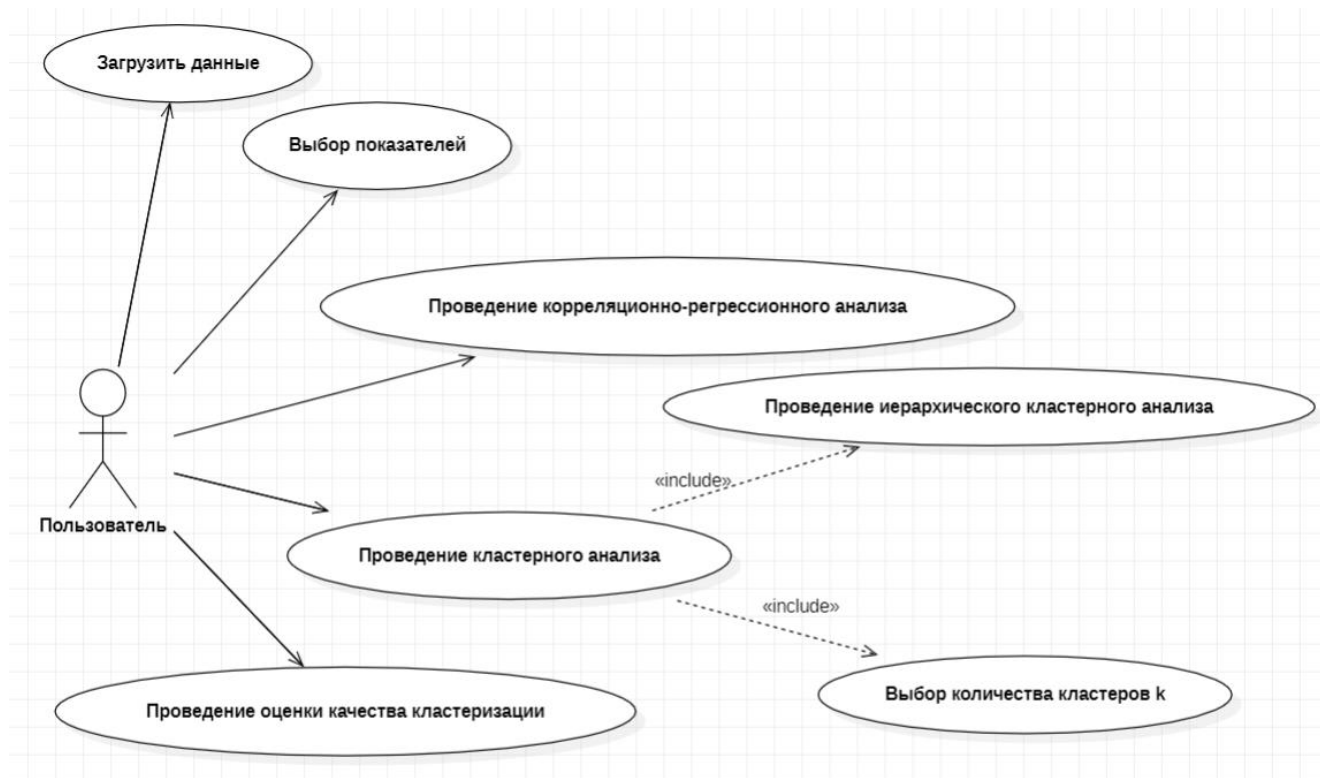 Загрузить данные
Выбор показателей
Проведение корреляционно-регрессионного анализа
Проведение иерархического кластерного анализа
«include»
Пользователь
Проведение кластерного анализа
«include»
Выбор количества кластеров k
Проведение оценки качества кластеризации